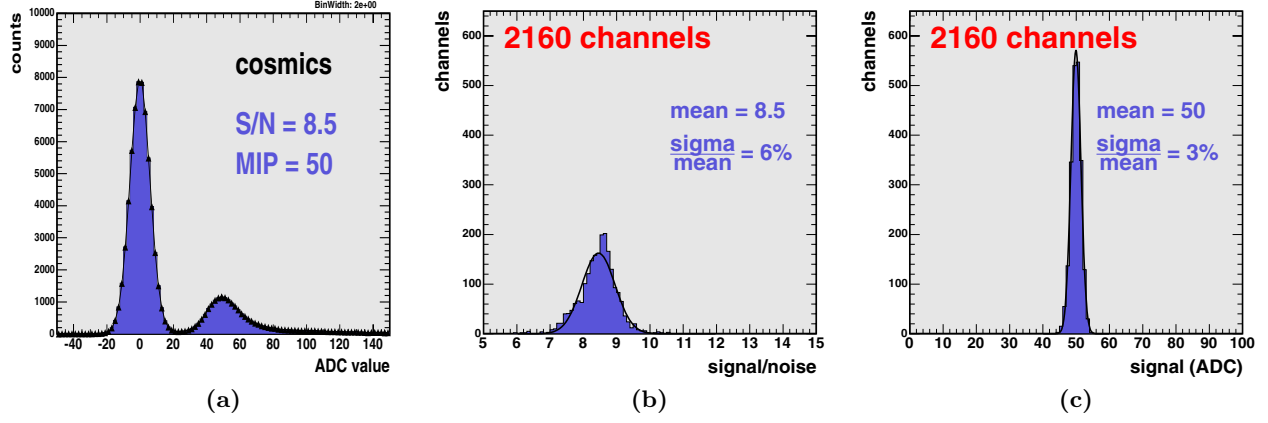 BinWidth: 2e+00
counts
10000
9000
8000
7000
6000
5000
4000
3000
2000
1000
0
cosmics
S/N = 8.5
MIP = 50
-40 -20 0 20 40 60 80 100 120 140
ADC value
(a)
channels
600
500
400
300
200
100
0
2160 channels
mean = 8.5
sigma
mean = 6%
5 6 7 8 9 10 11 12 13 14 15
signal/noise
(b)
channels
600
500
400
300
200
100
0
2160 channels
mean = 50
sigma
mean = 3%
0 10 20 30 40 50 60 70 80 90 100
signal (ADC)
(c)